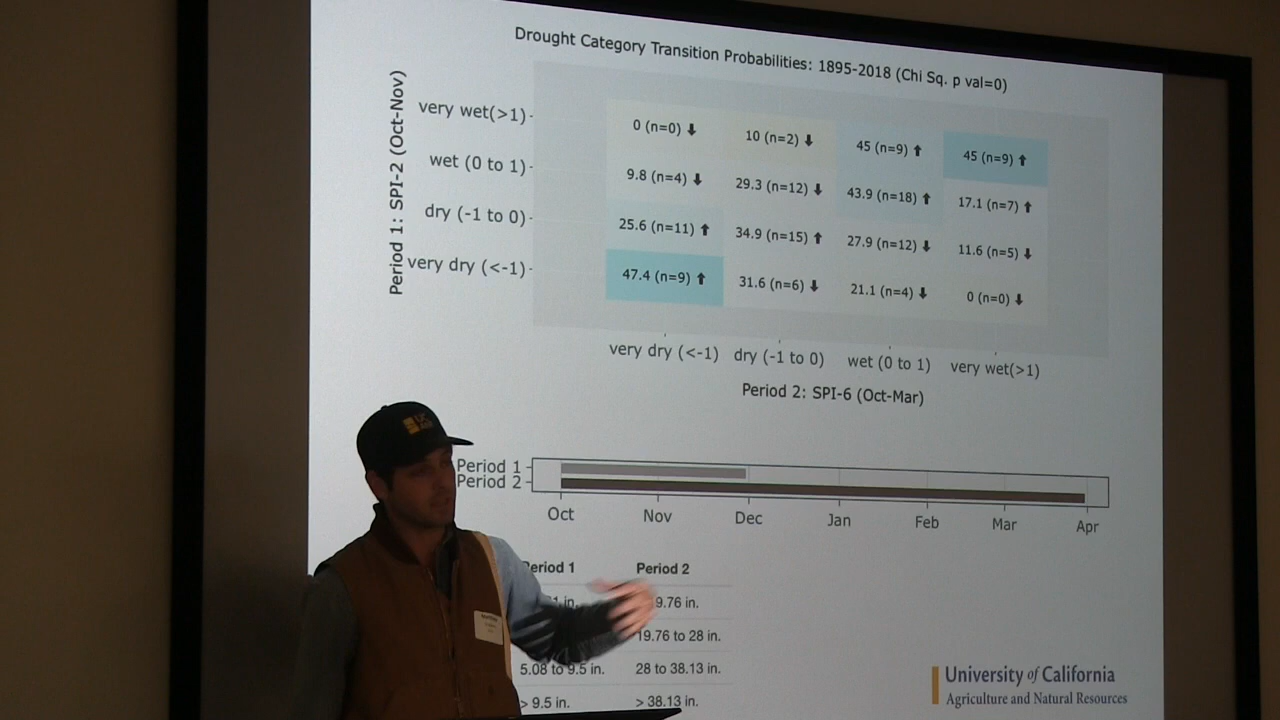 Drought Category Transition Probabilities: 1895-2018 (Chi Sq. p val=0)
Period 1: SPI-2 (Oct-Nov)
very wet(>1) 0 (n=0) ⬇ 10 (n=2) ⬇ 45 (n=9) ⬆ 45 (n=9) ⬆
wet (0 to 1) 9.8 (n=4) ⬇ 29.3 (n=12) ⬇ 43.9 (n=18) ⬆ 17.1 (n=7) ⬆
dry (-1 to 0) 25.6 (n=11) ⬆ 34.9 (n=15) ⬆ 27.9 (n=12) ⬇ 11.6 (n=5) ⬇
very dry (<-1) 47.4 (n=9) ⬆ 31.6 (n=6) ⬇ 21.1 (n=4) ⬇ 0 (n=0) ⬇
very dry (<-1) dry (-1 to 0) wet (0 to 1) very wet(>1)
Period 2: SPI-6 (Oct-Mar)
Period 1
Period 2
Oct Nov Dec Jan Feb Mar Apr
eriod 1 Period 2
1 in. 9.76 in.
19.76 to 28 in.
5.08 to 9.5 in. 28 to 38.13 in.
> 9.5 in. > 38.13 in.
University of California
Agriculture and Natural Resources